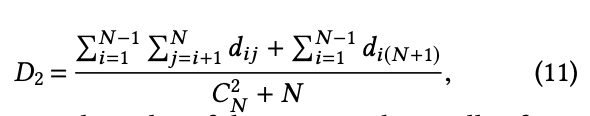 D_2 = \frac{\sum_{i=1}^{N-1} \sum_{j=i+1}^{N} d_{ij} + \sum_{i=1}^{N-1} d_{i(N+1)}}{C_N^2 + N}, (11)